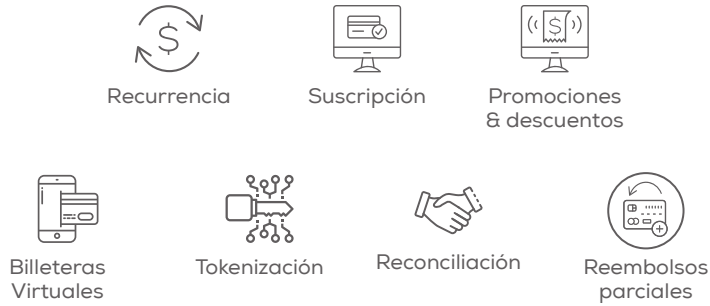 Recurrencia
Suscripción
Promociones
& descuentos
Billeteras
Virtuales
Tokenización
Reconciliación
Reembolsos
parciales